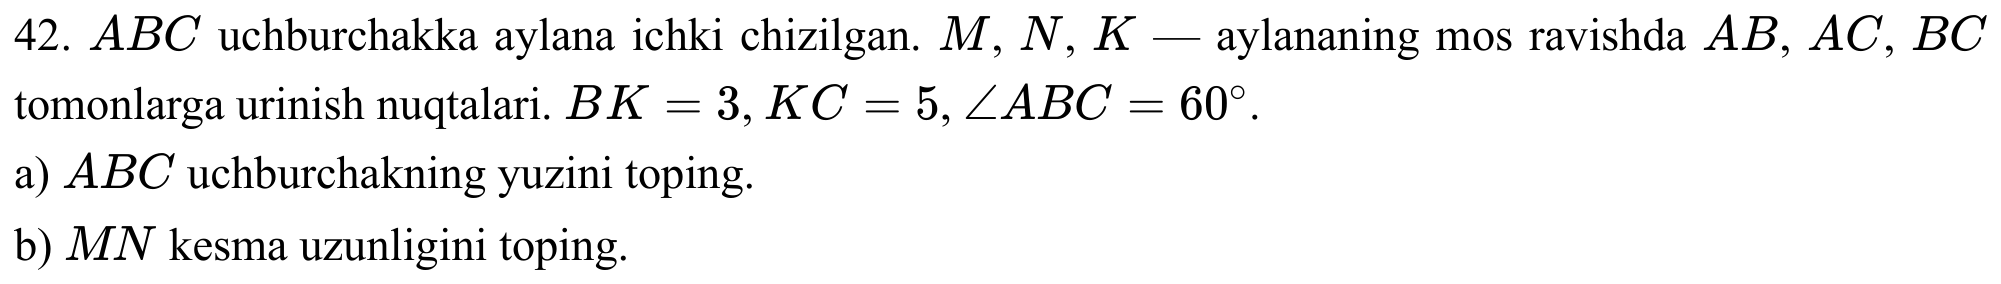 42. ABC uchburchakka aylana ichki chizilgan. M, N, K — aylananing mos ravishda AB, AC, BC
tomonlarga urinish nuqtalari. BK = 3, KC = 5, ∠ABC = 60°.
a) ABC uchburchakning yuzini toping.
b) MN kesma uzunligini toping.